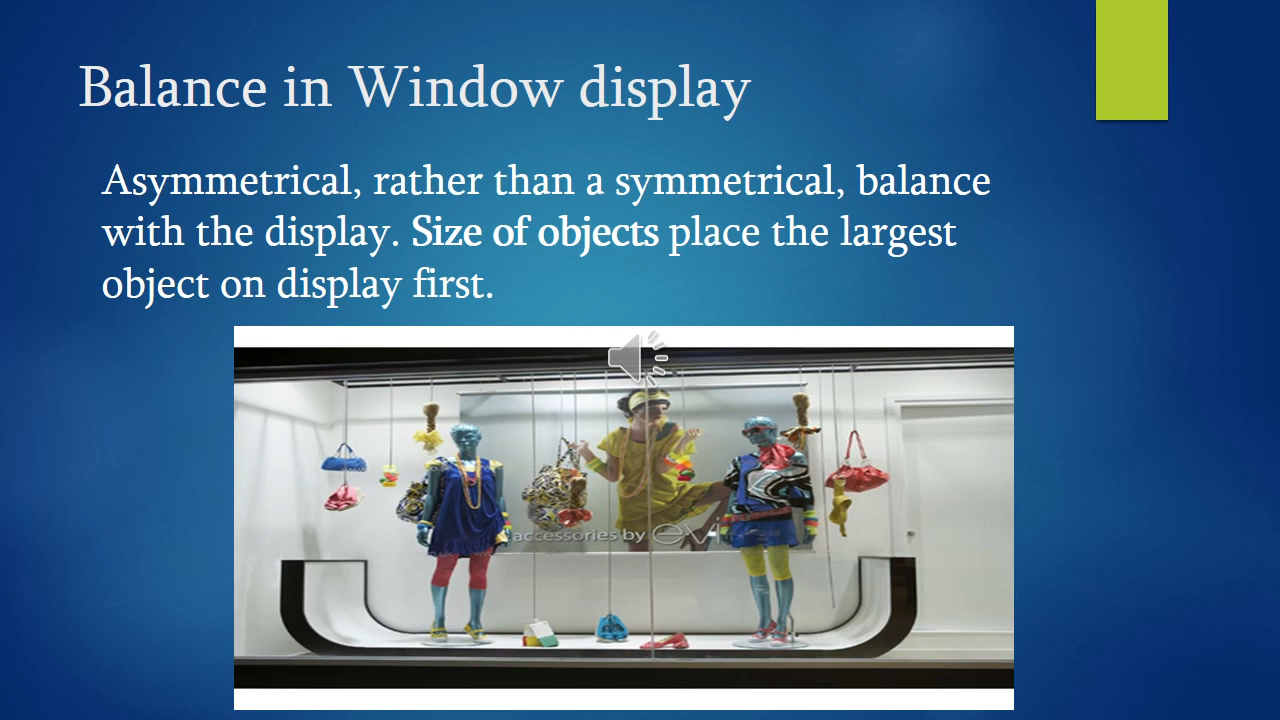 Balance in Window display
Asymmetrical, rather than a symmetrical, balance
with the display. Size of objects place the largest
object on display first.
accessories by